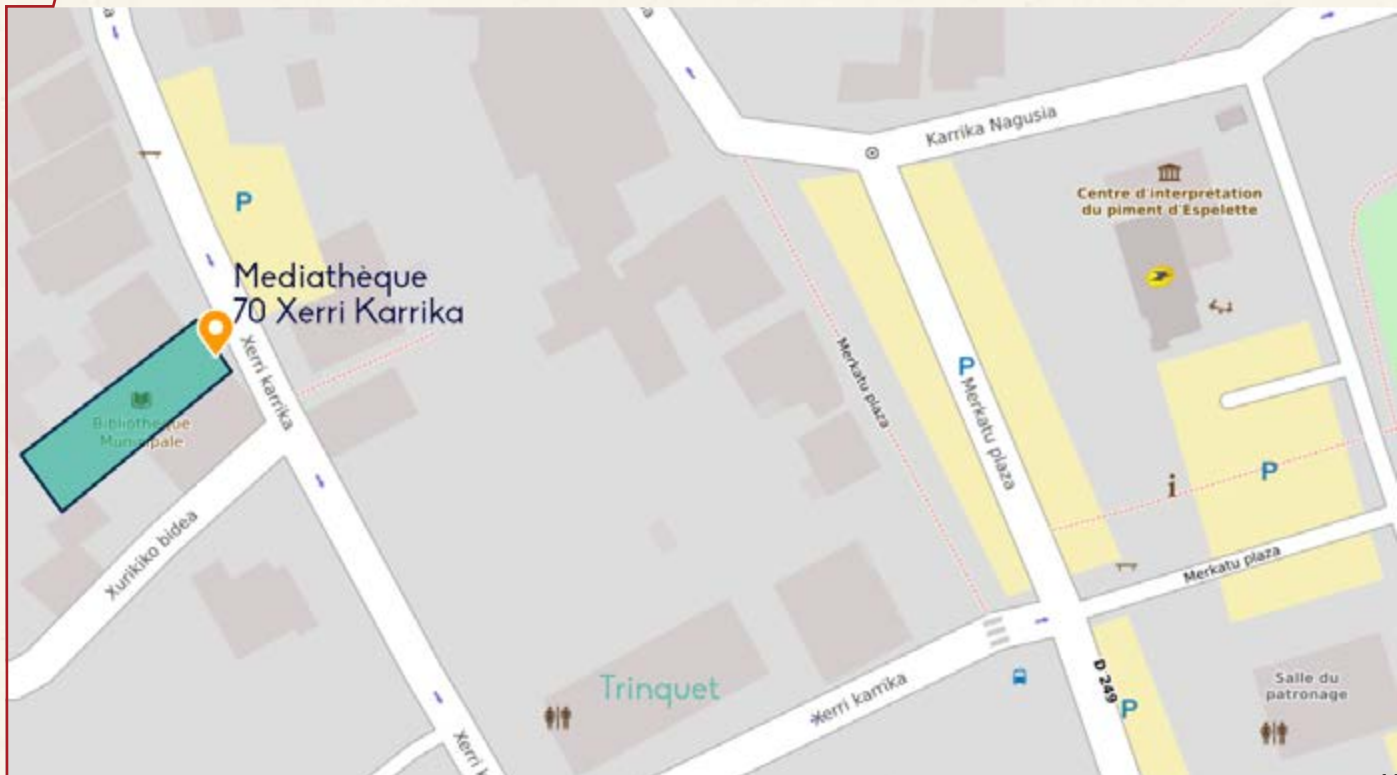 Karrika Nagusia
Centre d'interprétation
du piment d'Espelette
P
Mediathèque
70 Xerri Karrika
Xerri karrika
Bibliothèque
Municipale
Xurikiko bidea
Merkatu plaza
P
Merkatu plaza
i
P
Merkatu plaza
Trinquet
Xerri karrika
D 249
P
Salle du
patronage